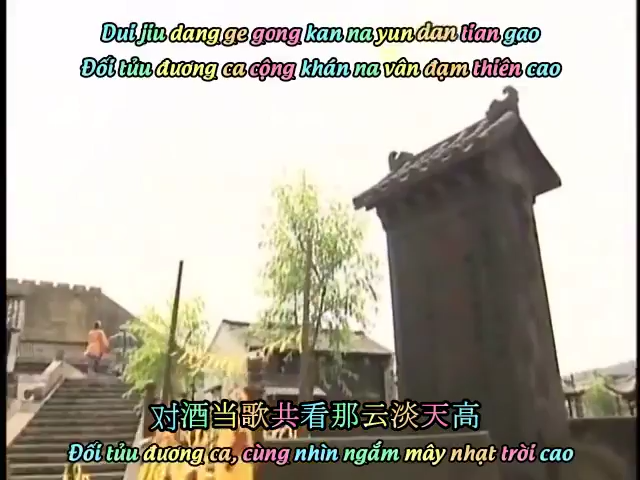 Dui jiu dang ge gong kan na yun dan tian gao
Đối tửu đương ca cộng khán na vân đạm thiên cao
对酒当歌共看那云淡天高
Đối tửu đương ca, cùng nhìn ngắm mây nhạt trời cao